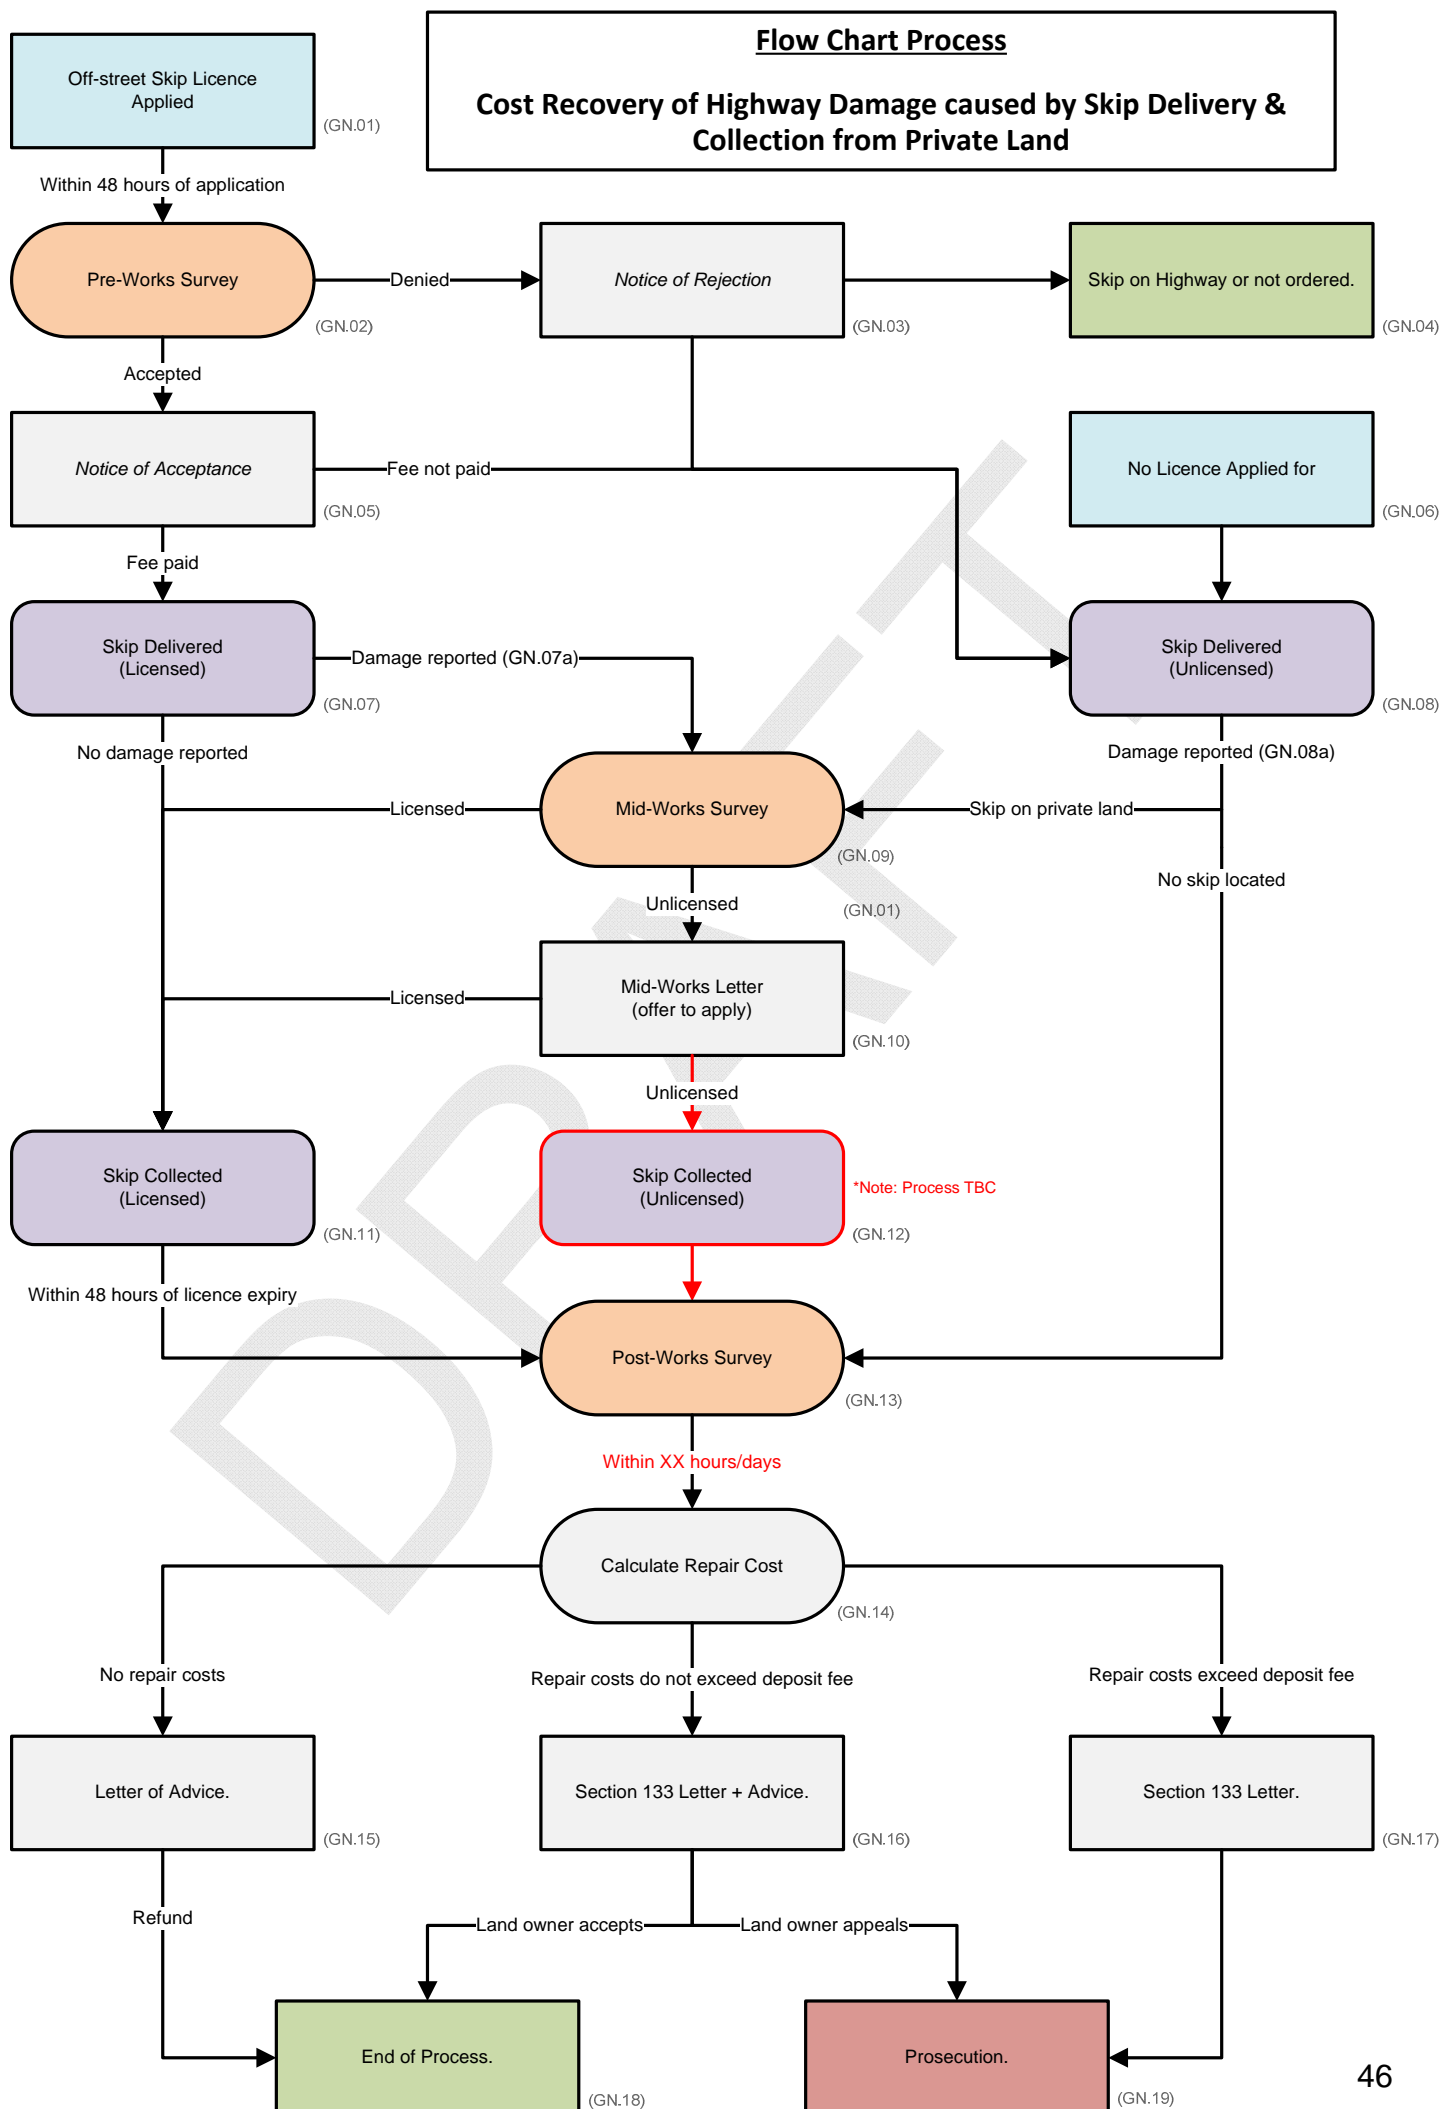 Flow Chart Process
Cost Recovery of Highway Damage caused by Skip Delivery &
Collection from Private Land
Off-street Skip Licence
Applied
(GN.01)
Within 48 hours of application
Pre-Works Survey
(GN.02)
Denied
Notice of Rejection
(GN.03)
Skip on Highway or not ordered.
(GN.04)
Accepted
Notice of Acceptance
(GN.05)
Fee not paid
No Licence Applied for
(GN.06)
Fee paid
Skip Delivered
(Licensed)
(GN.07)
Damage reported (GN.07a)
Skip Delivered
(Unlicensed)
(GN.08)
No damage reported
Damage reported (GN.08a)
Licensed
Mid-Works Survey
(GN.09)
Skip on private land
No skip located
Unlicensed
(GN.01)
Licensed
Mid-Works Letter
(offer to apply)
(GN.10)
Unlicensed
Skip Collected
(Licensed)
(GN.11)
Skip Collected
(Unlicensed)
(GN.12)
*Note: Process TBC
Within 48 hours of licence expiry
Post-Works Survey
(GN.13)
Within XX hours/days
Calculate Repair Cost
(GN.14)
No repair costs
Repair costs do not exceed deposit fee
Repair costs exceed deposit fee
Letter of Advice.
(GN.15)
Section 133 Letter + Advice.
(GN.16)
Section 133 Letter.
(GN.17)
Refund
Land owner accepts
Land owner appeals
End of Process.
(GN.18)
Prosecution.
(GN.19)
46
DRAFT